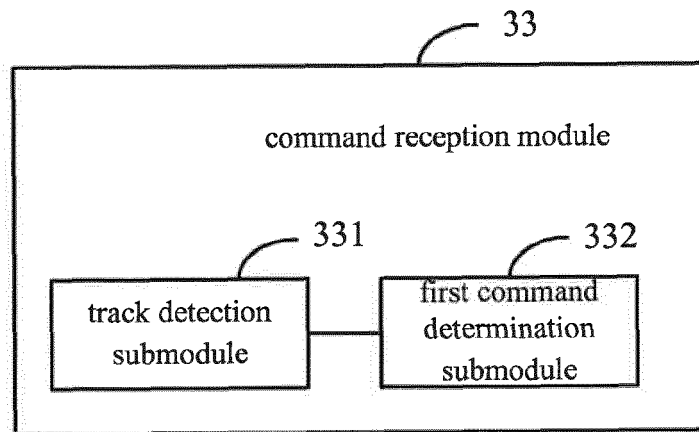 33
command reception module
331
332
track detection
submodule
first command
determination
submodule